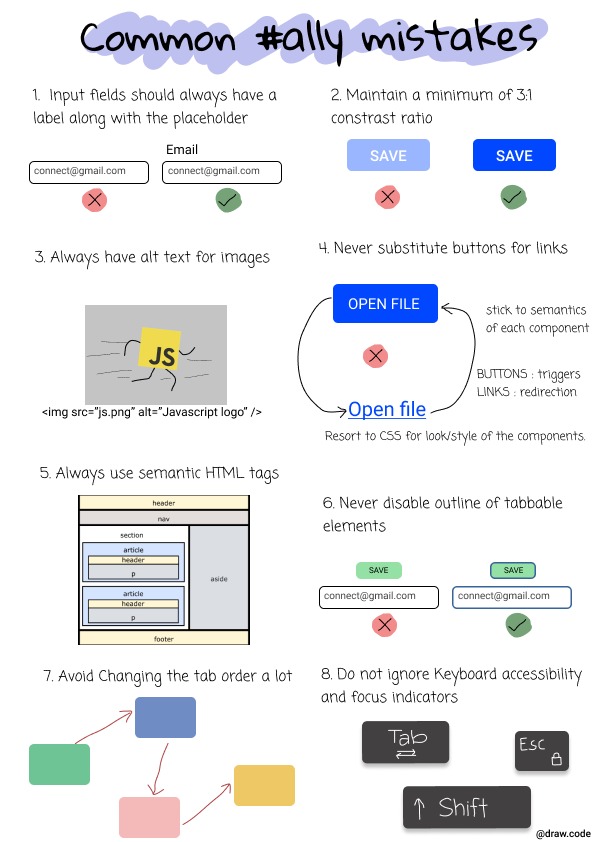 Common #ally mistakes
1. Input fields should always have a
label along with the placeholder
Email
connect@gmail.com
connect@gmail.com
2. Maintain a minimum of 3:1
constrast ratio
SAVE
SAVE
3. Always have alt text for images
JS
<img src="js.png" alt="Javascript logo" />
4. Never substitute buttons for links
OPEN FILE
stick to semantics
of each component
BUTTONS : triggers
LINKS : redirection
Open file
Resort to CSS for look/style of the components.
5. Always use semantic HTML tags
header
nav
section
article
header
p
aside
article
header
p
footer
6. Never disable outline of tabbable
elements
SAVE
SAVE
connect@gmail.com
connect@gmail.com
7. Avoid Changing the tab order a lot
8. Do not ignore Keyboard accessibility
and focus indicators
Tab
Esc
Shift
@draw.code